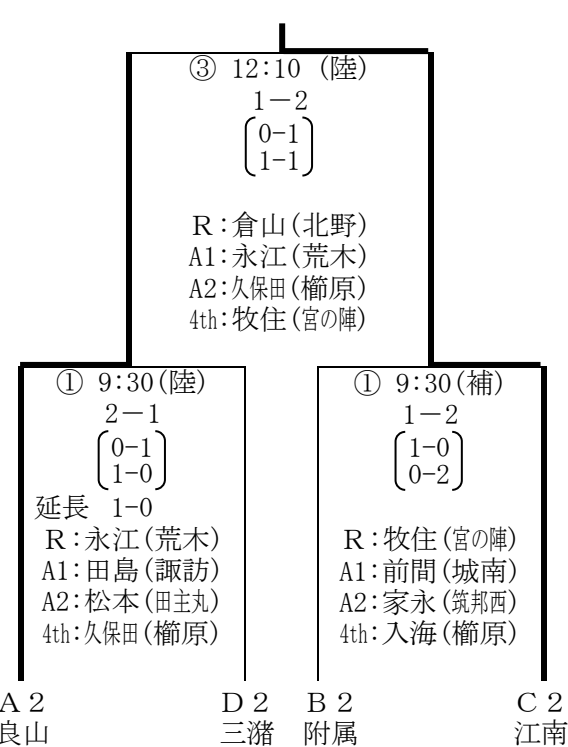 ③ 12:10 (陸)
1－2
0-1
1-1
R:倉山(北野)
A1:永江(荒木)
A2:久保田(櫛原)
4th:牧住(宮の陣)
① 9:30(陸)
2－1
0-1
1-0
延長 1-0
R:永江(荒木)
A1:田島(諏訪)
A2:松本(田主丸)
4th:久保田(櫛原)
① 9:30(補)
1－2
1-0
0-2
R:牧住(宮の陣)
A1:前間(城南)
A2:家永(筑邦西)
4th:入海(櫛原)
A2 D2 B2 C2
良山 三潴 附属 江南